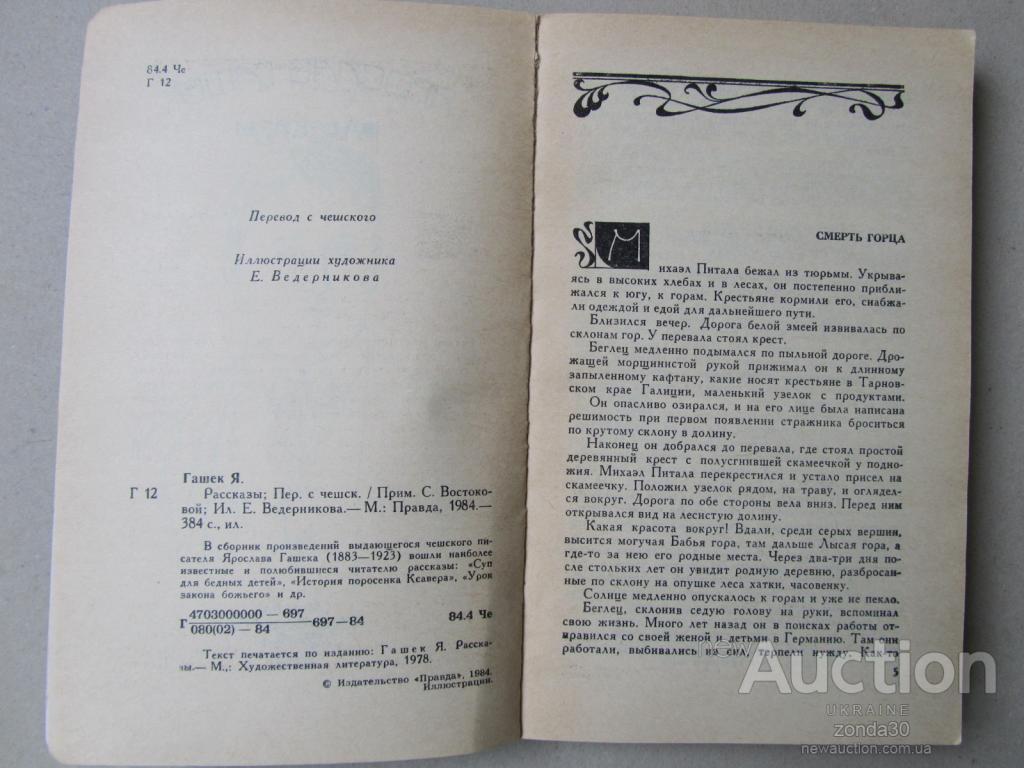 84.4 Че
Г 12
Перевод с чешского
Иллюстрации художника
Е. Ведерникова
Гашек Я.
Г 12 Рассказы; Пер. с чешск. / Прим. С. Востоко-
вой; Ил. Е. Ведерникова.— М.: Правда, 1984.—
384 с., ил.
В сборник произведений выдающегося чешского пи-
сателя Ярослава Гашека (1883—1923) вошли наиболее
известные и полюбившиеся читателю рассказы: «Суп
для бедных детей», «История поросенка Ксавера», «Урок
закона божьего» и др.
Г 4703000000 — 697
080(02) — 84 697—84 84.4 Че
Текст печатается по изданию: Гашек Я. Расска-
зы.— М.,: Художественная литература, 1978.
© Издательство «Правда», 1984.
Иллюстрации.
СМЕРТЬ ГОРЦА
Михаэл Питала бежал из тюрьмы. Укрыва-
ясь в высоких хлебах и в лесах, он постепенно прибли-
жался к югу, к горам. Крестьяне кормили его, снабжа-
ли одеждой и едой для дальнейшего пути.
Близился вечер. Дорога белой змеей извивалась по
склонам гор. У перевала стоял крест.
Беглец медленно подымался по пыльной дороге. Дро-
жащей морщинистой рукой прижимал он к длинному
запыленному кафтану, какие носят крестьяне в Тарнов-
ском крае Галиции, маленький узелок с продуктами.
Он опасливо озирался, и на его лице была написана
решимость при первом появлении стражника броситься
по крутому склону в долину.
Наконец он добрался до перевала, где стоял простой
деревянный крест с полусгнившей скамеечкой у подно-
жия. Михаэл Питала перекрестился и устало присел на
скамеечку. Положил узелок рядом, на траву, и огляделся
вокруг. Дорога по обе стороны вела вниз. Перед ним
открывался вид на лесистую долину.
Какая красота вокруг! Вдали, среди серых вершин,
высится могучая Бабья гора, там дальше Лысая гора, а
где-то за нею его родные места. Через два-три дня по-
сле стольких лет он увидит родную деревню, разбросан-
ные по склону на опушке леса хатки, часовенку.
Солнце медленно опускалось к горам и уже не пекло.
Беглец, склонив седую голову на руки, вспоминал
свою жизнь. Много лет назад он в поисках работы от-
правился со своей женой и детьми в Германию. Там они
работали, выбивались из сил, терпели нужду. Как-то
5
Auction
UKRAINE
zonda30
newauction.com.ua